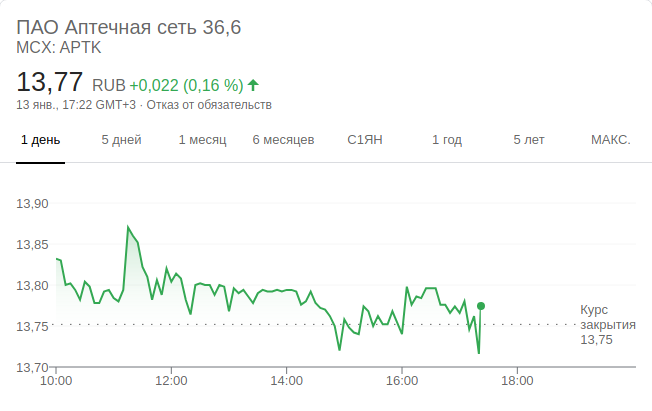 ПАО Аптечная сеть 36,6
MCX: APTK
13,77 RUB +0,022 (0,16 %)
13 янв., 17:22 GMT+3 · Отказ от обязательств
1 день 5 дней 1 месяц 6 месяцев С1ЯН 1 год 5 лет МАКС.
13,90
13,85
13,80
13,75
13,70
Курс
закрытия
13,75
10:00 12:00 14:00 16:00 18:00